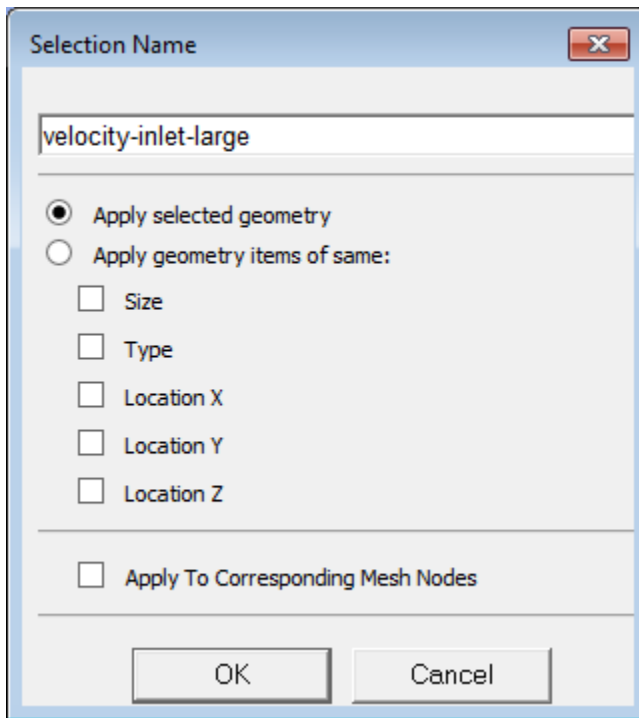 Selection Name
velocity-inlet-large
Apply selected geometry
Apply geometry items of same:
Size
Type
Location X
Location Y
Location Z
Apply To Corresponding Mesh Nodes
OK
Cancel